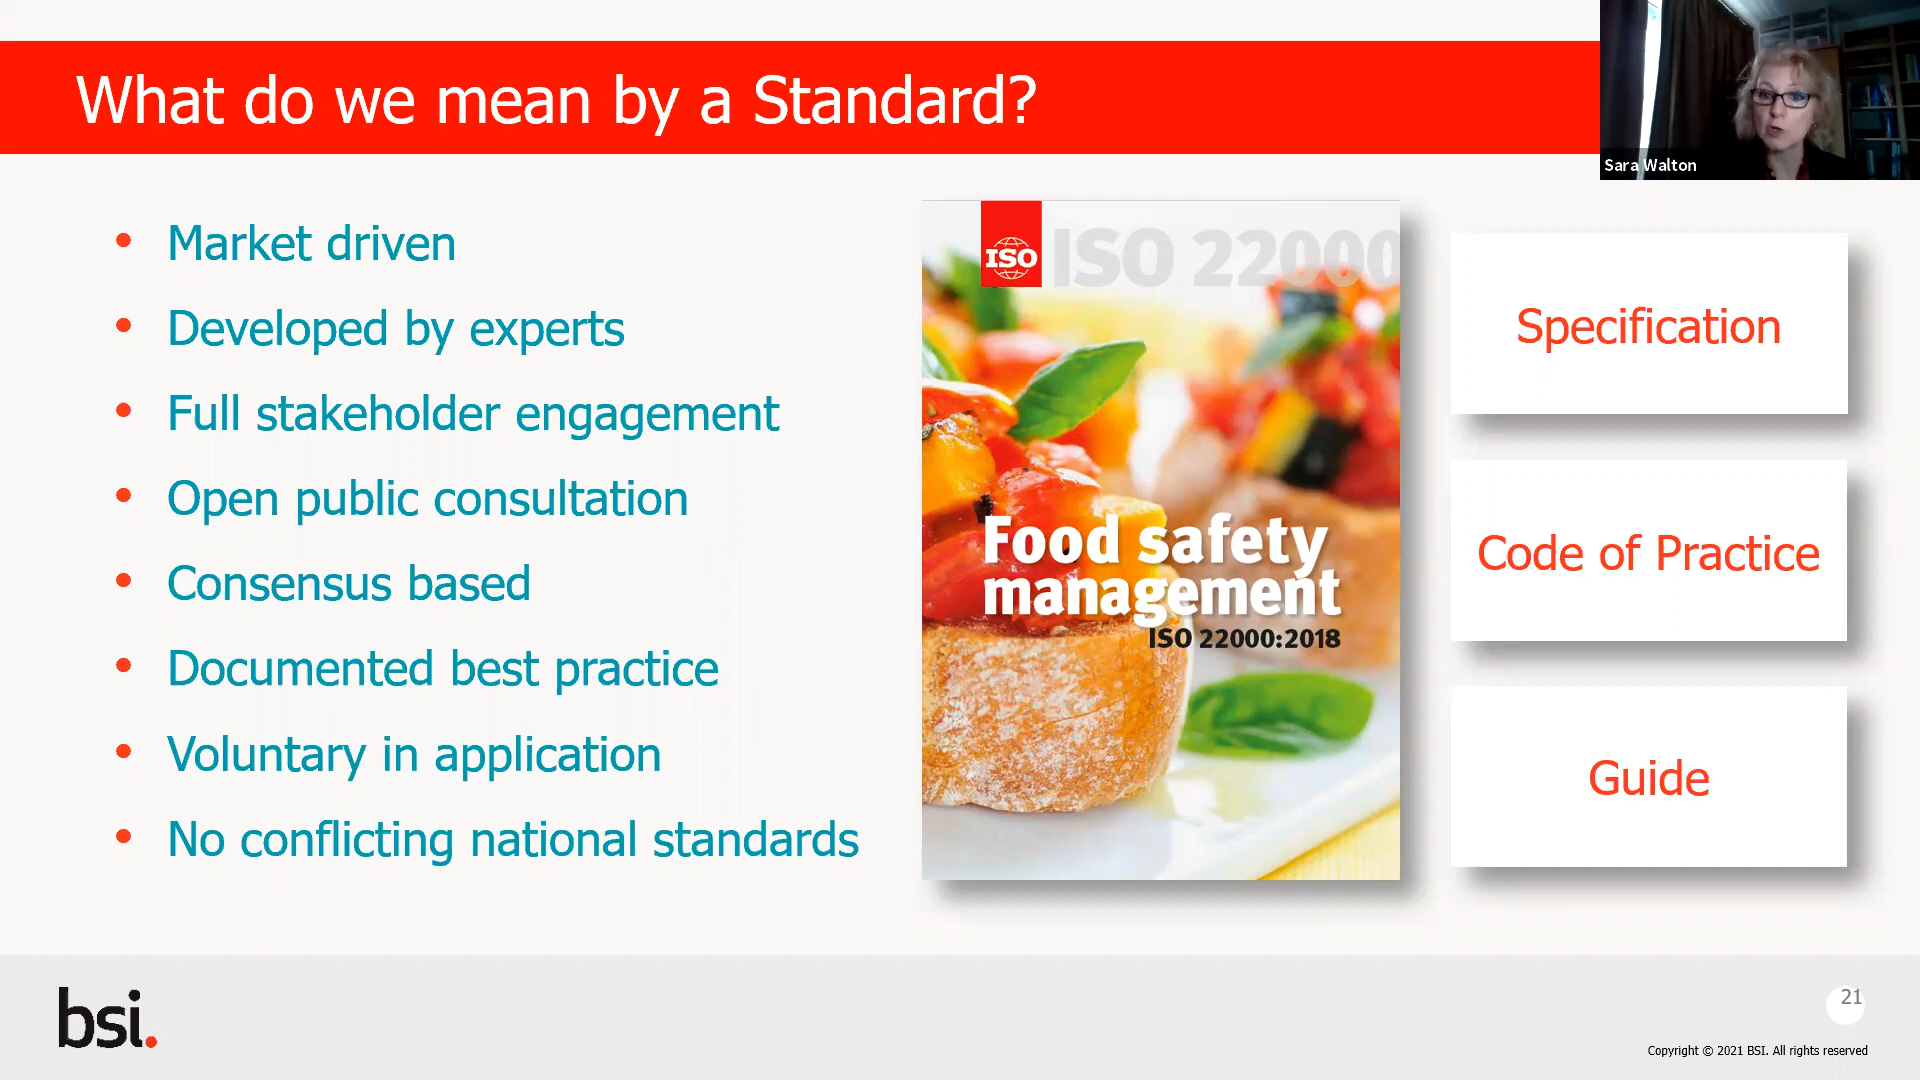 What do we mean by a Standard?
Sara Walton
• Market driven
• Developed by experts
• Full stakeholder engagement
• Open public consultation
• Consensus based
• Documented best practice
• Voluntary in application
• No conflicting national standards
ISO
ISO 22000
Food safety
management
ISO 22000:2018
Specification
Code of Practice
Guide
bsi.
21
Copyright © 2021 BSI. All rights reserved